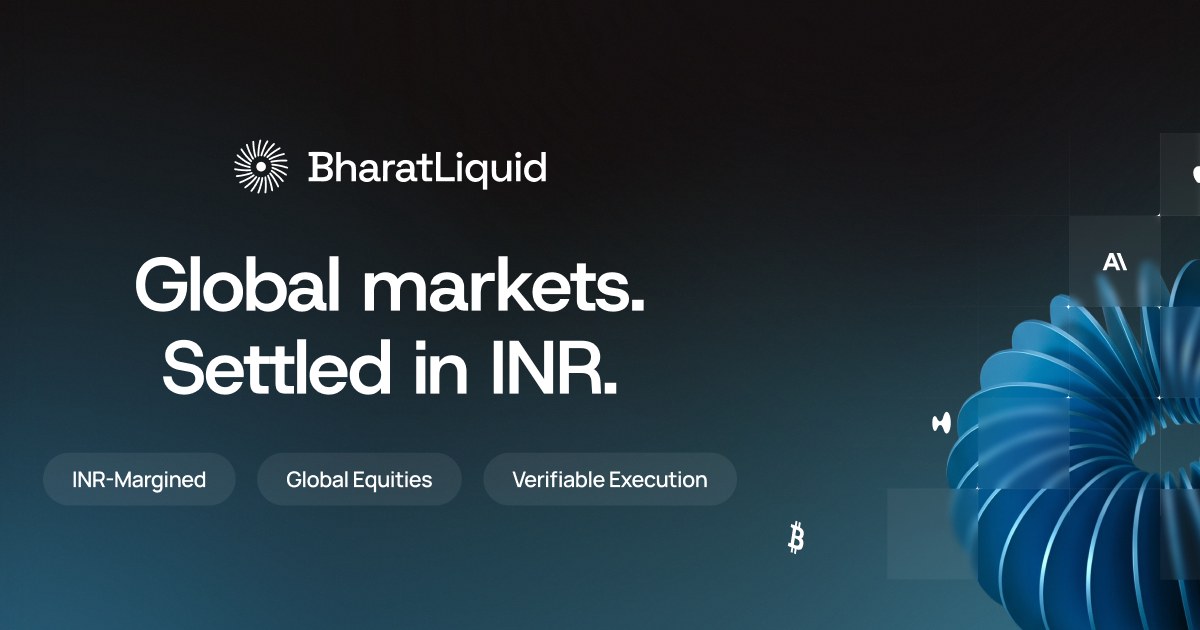 BharatLiquid
Global markets.
Settled in INR.
INR-Margined
Global Equities
Verifiable Execution
A\